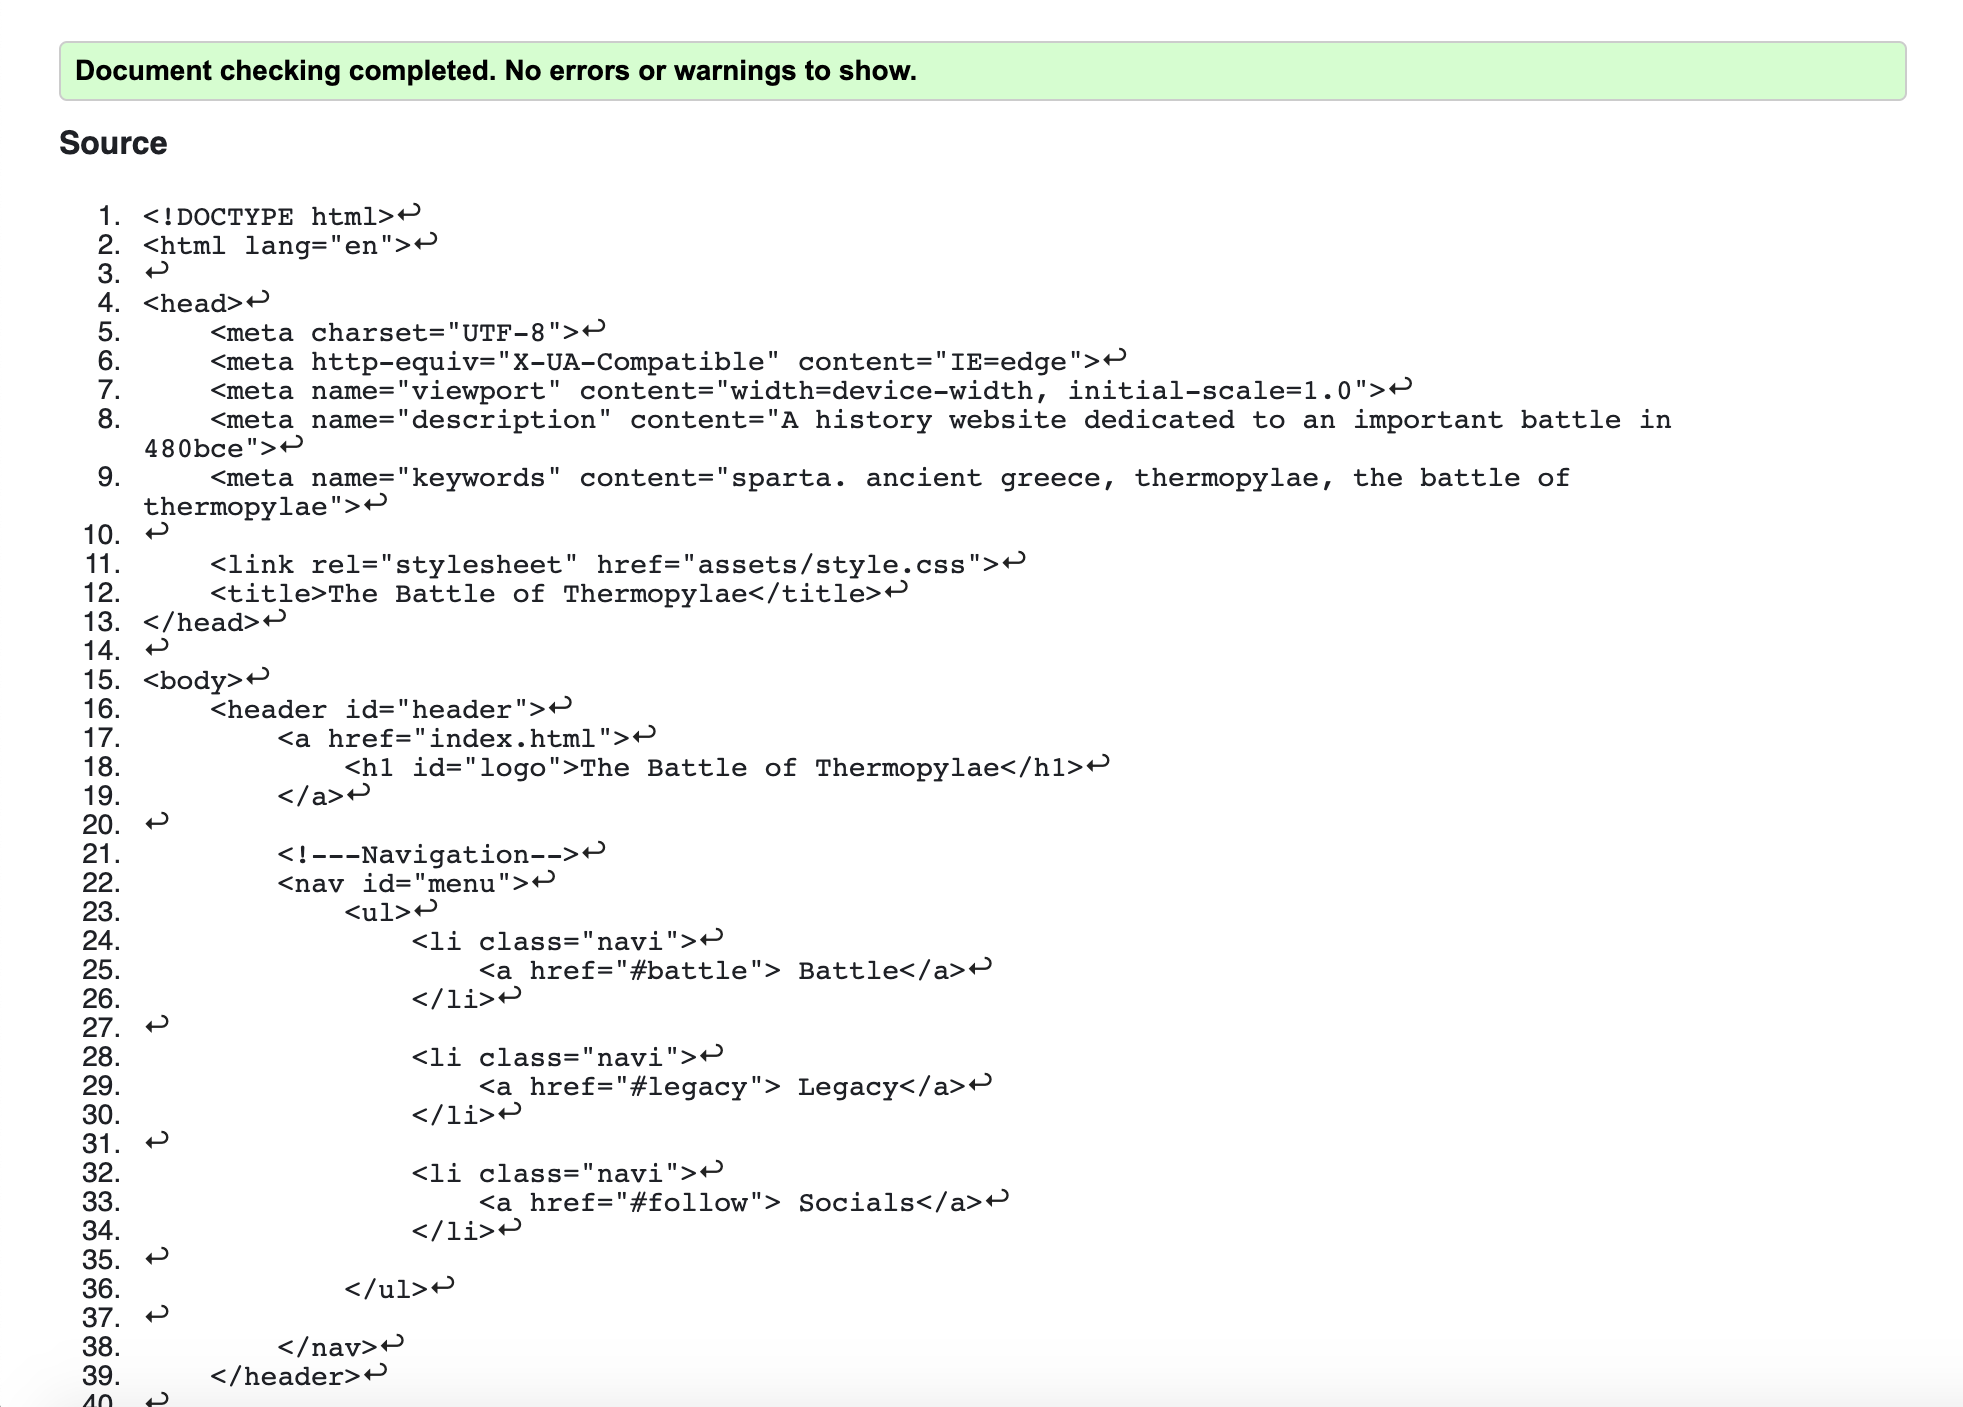 Document checking completed. No errors or warnings to show.
Source
1. <!DOCTYPE html>↩
2. <html lang="en">↩
3. ↩
4. <head>↩
5.     <meta charset="UTF-8">↩
6.     <meta http-equiv="X-UA-Compatible" content="IE=edge">↩
7.     <meta name="viewport" content="width=device-width, initial-scale=1.0">↩
8.     <meta name="description" content="A history website dedicated to an important battle in
480bce">↩
9.     <meta name="keywords" content="sparta. ancient greece, thermopylae, the battle of
thermopylae">↩
10. ↩
11.     <link rel="stylesheet" href="assets/style.css">↩
12.     <title>The Battle of Thermopylae</title>↩
13. </head>↩
14. ↩
15. <body>↩
16.     <header id="header">↩
17.         <a href="index.html">↩
18.             <h1 id="logo">The Battle of Thermopylae</h1>↩
19.         </a>↩
20. ↩
21.         <!---Navigation-->↩
22.         <nav id="menu">↩
23.             <ul>↩
24.                 <li class="navi">↩
25.                     <a href="#battle"> Battle</a>↩
26.                 </li>↩
27. ↩
28.                 <li class="navi">↩
29.                     <a href="#legacy"> Legacy</a>↩
30.                 </li>↩
31. ↩
32.                 <li class="navi">↩
33.                     <a href="#follow"> Socials</a>↩
34.                 </li>↩
35. ↩
36.             </ul>↩
37. ↩
38.         </nav>↩
39.     </header>↩
40. ↩